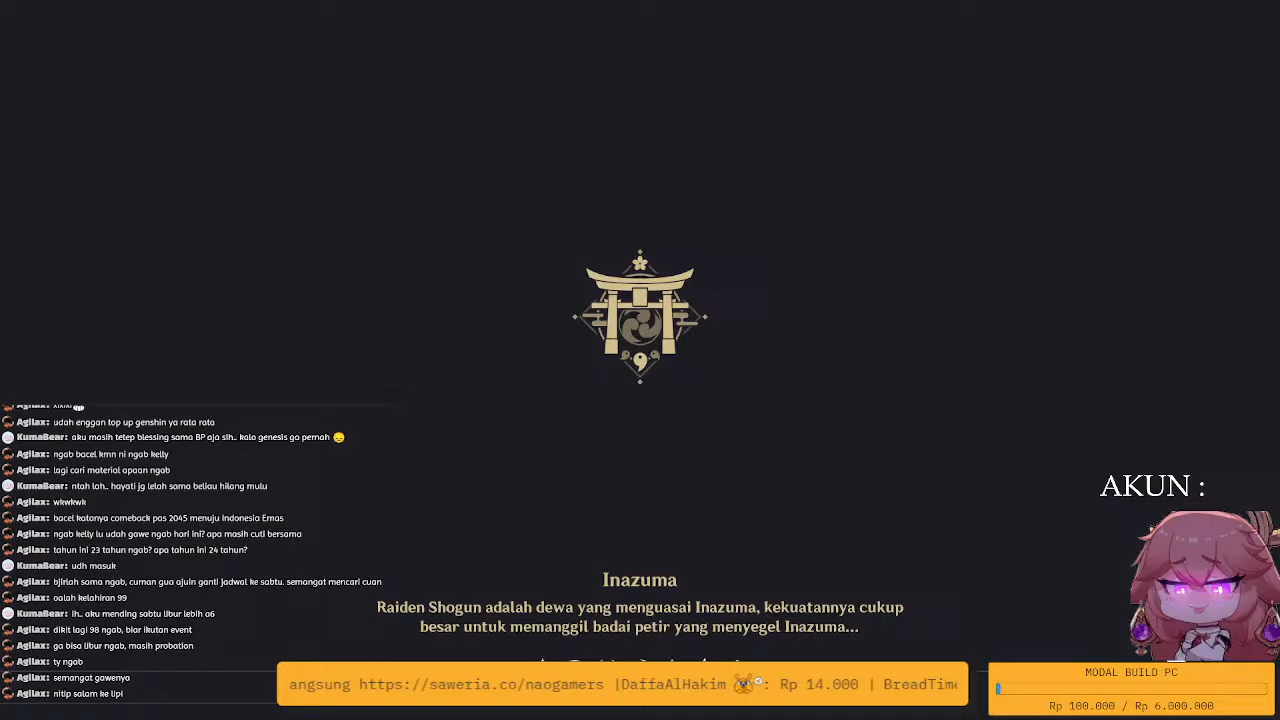 Agilax: xixixi
Agilax: udah enggan top up genshin ya rata rata
KumaBear: aku masih tetep blessing sama BP aja sih.. kalo genesis ga pernah 😞
Agilax: ngab bacel kmn ni ngab kelly
Agilax: lagi cari material apaan ngab
KumaBear: ntah lah.. hayati jg lelah sama beliau hilang mulu
Agilax: wkwkwk
Agilax: bacel katanya comeback pas 2045 menuju Indonesia Emas
Agilax: ngab kelly lu udah gawe ngab hari ini? apa masih cuti bersama
Agilax: tahun ini 23 tahun ngab? apa tahun ini 24 tahun?
KumaBear: udh masuk
Agilax: bjirlah sama ngab, cuman gua ajuin ganti jadwal ke sabtu. semangat mencari cuan
Agilax: oalah kelahiran 99
KumaBear: ih.. aku mending sabtu libur lebih a6
Agilax: dikit lagi 98 ngab, biar ikutan event
Agilax: ga bisa libur ngab, masih probation
Agilax: ty ngab
Agilax: semangat gawenya
Agilax: nitip salam ke lipi
Inazuma
Raiden Shogun adalah dewa yang menguasai Inazuma, kekuatannya cukup
besar untuk memanggil badai petir yang menyegel Inazuma...
angsung https://saweria.co/naogamers |DaffaAlHakim : Rp 14.000 | BreadTime
AKUN :
MODAL BUILD PC
Rp 100.000 / Rp 6.000.000